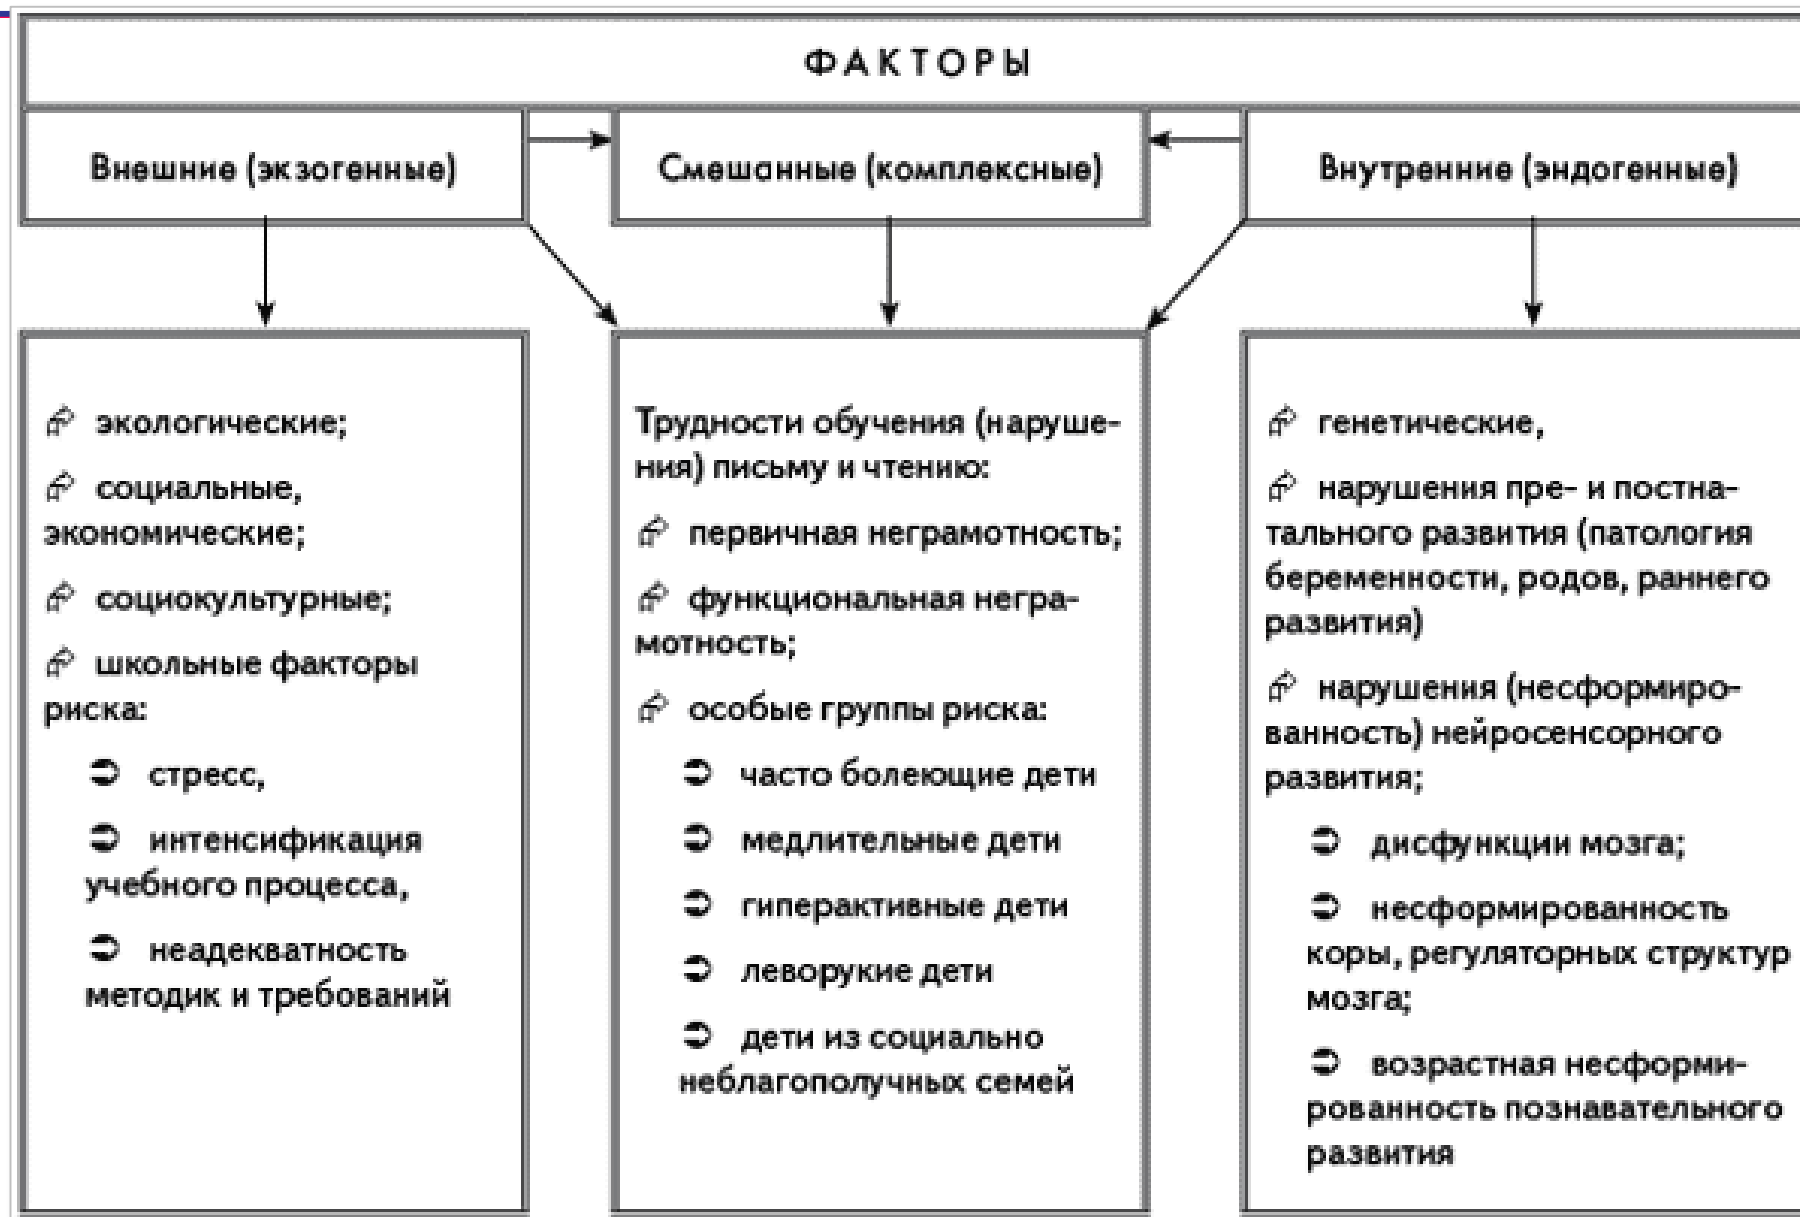 ФАКТОРЫ
Внешние (экзогенные)
Смешанные (комплексные)
Внутренние (эндогенные)
экологические;
социальные,
экономические;
социокультурные;
школьные факторы
риска:
стресс,
интенсификация
учебного процесса,
неадекватность
методик и требований
Трудности обучения (наруше-
ния) письму и чтению:
первичная неграмотность;
функциональная негра-
мотность;
особые группы риска:
часто болеющие дети
медлительные дети
гиперактивные дети
леворукие дети
дети из социально
неблагополучных семей
генетические,
нарушения пре- и постна-
тального развития (патология
беременности, родов, раннего
развития)
нарушения (несформиро-
ванность) нейросенсорного
развития;
дисфункции мозга;
несформированность
коры, регуляторных структур
мозга;
возрастная несформи-
рованность познавательного
развития